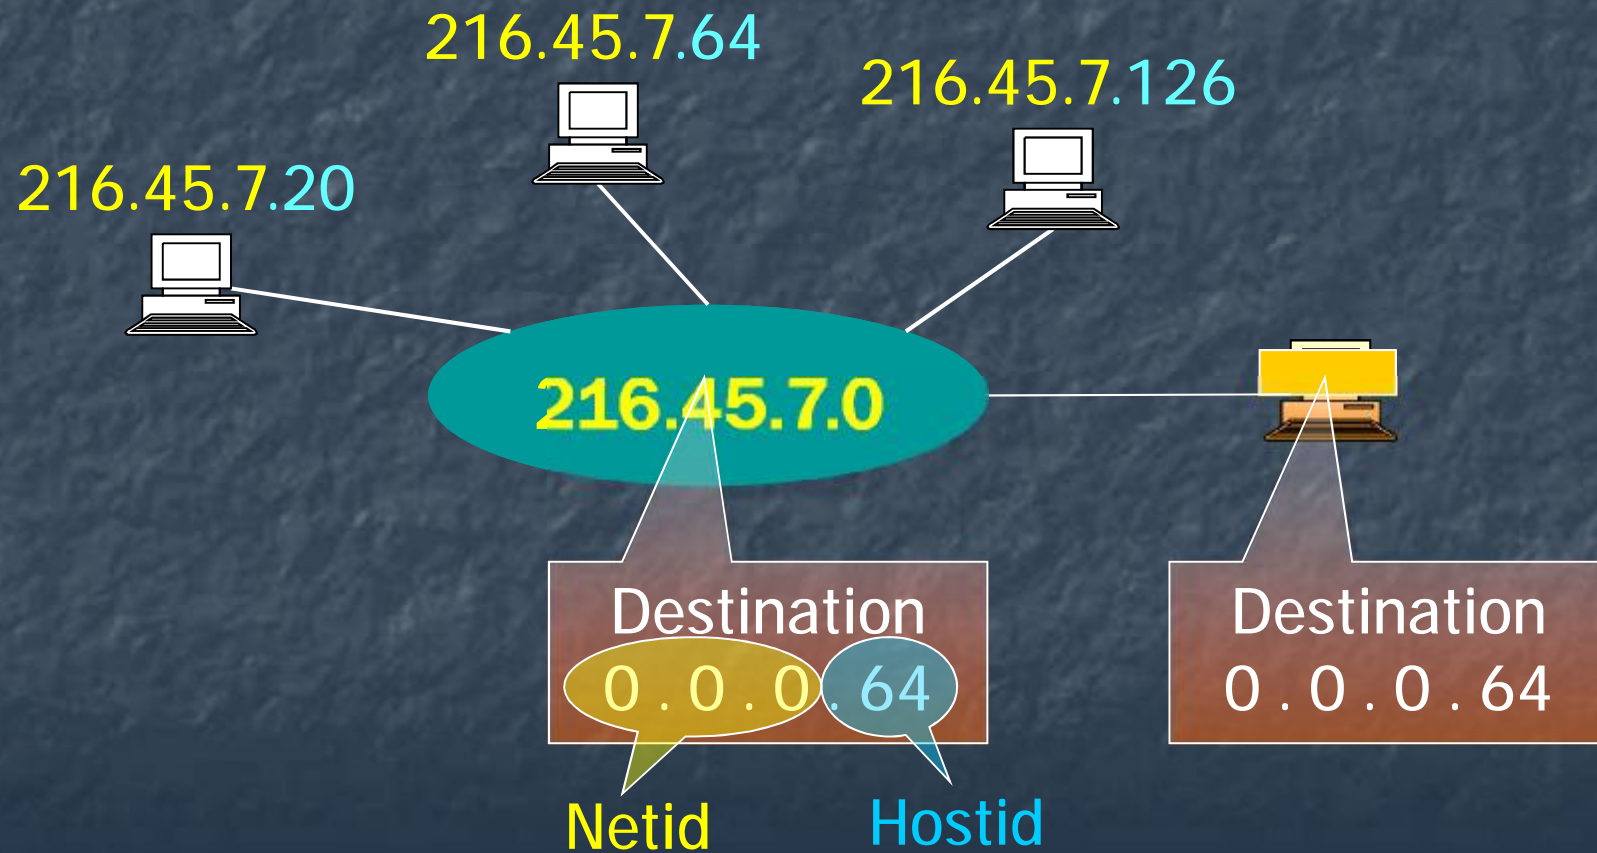 216.45.7.64
216.45.7.126
216.45.7.20
216.45.7.0
Destination
0 . 0 . 0 . 64
Destination
0 . 0 . 0 . 64
Netid
Hostid